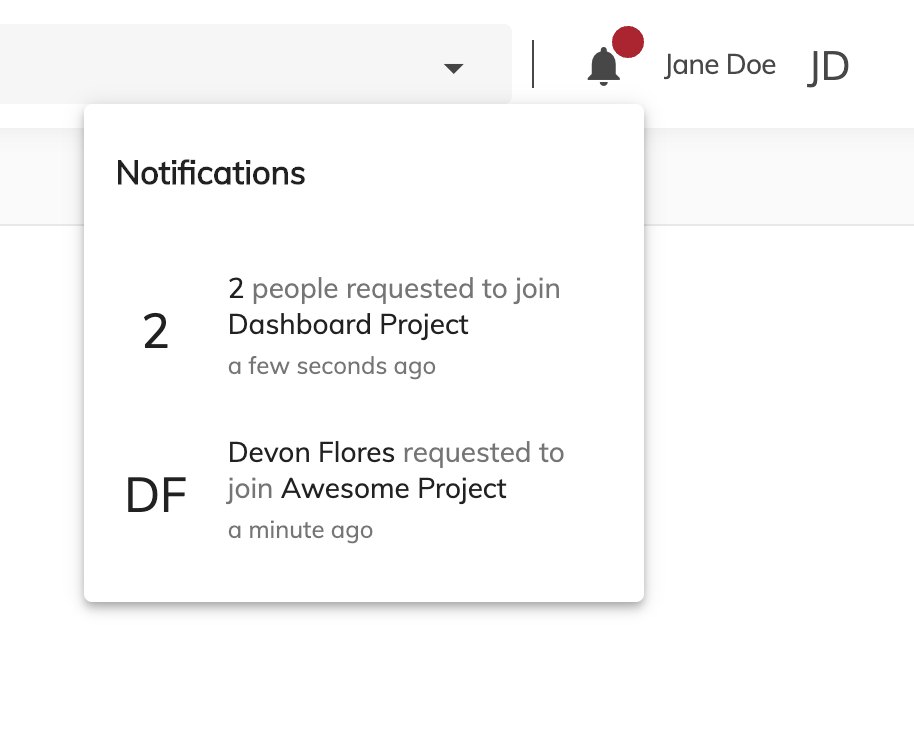 Jane Doe JD
Notifications
2
2 people requested to join
Dashboard Project
a few seconds ago
DF
Devon Flores requested to
join Awesome Project
a minute ago